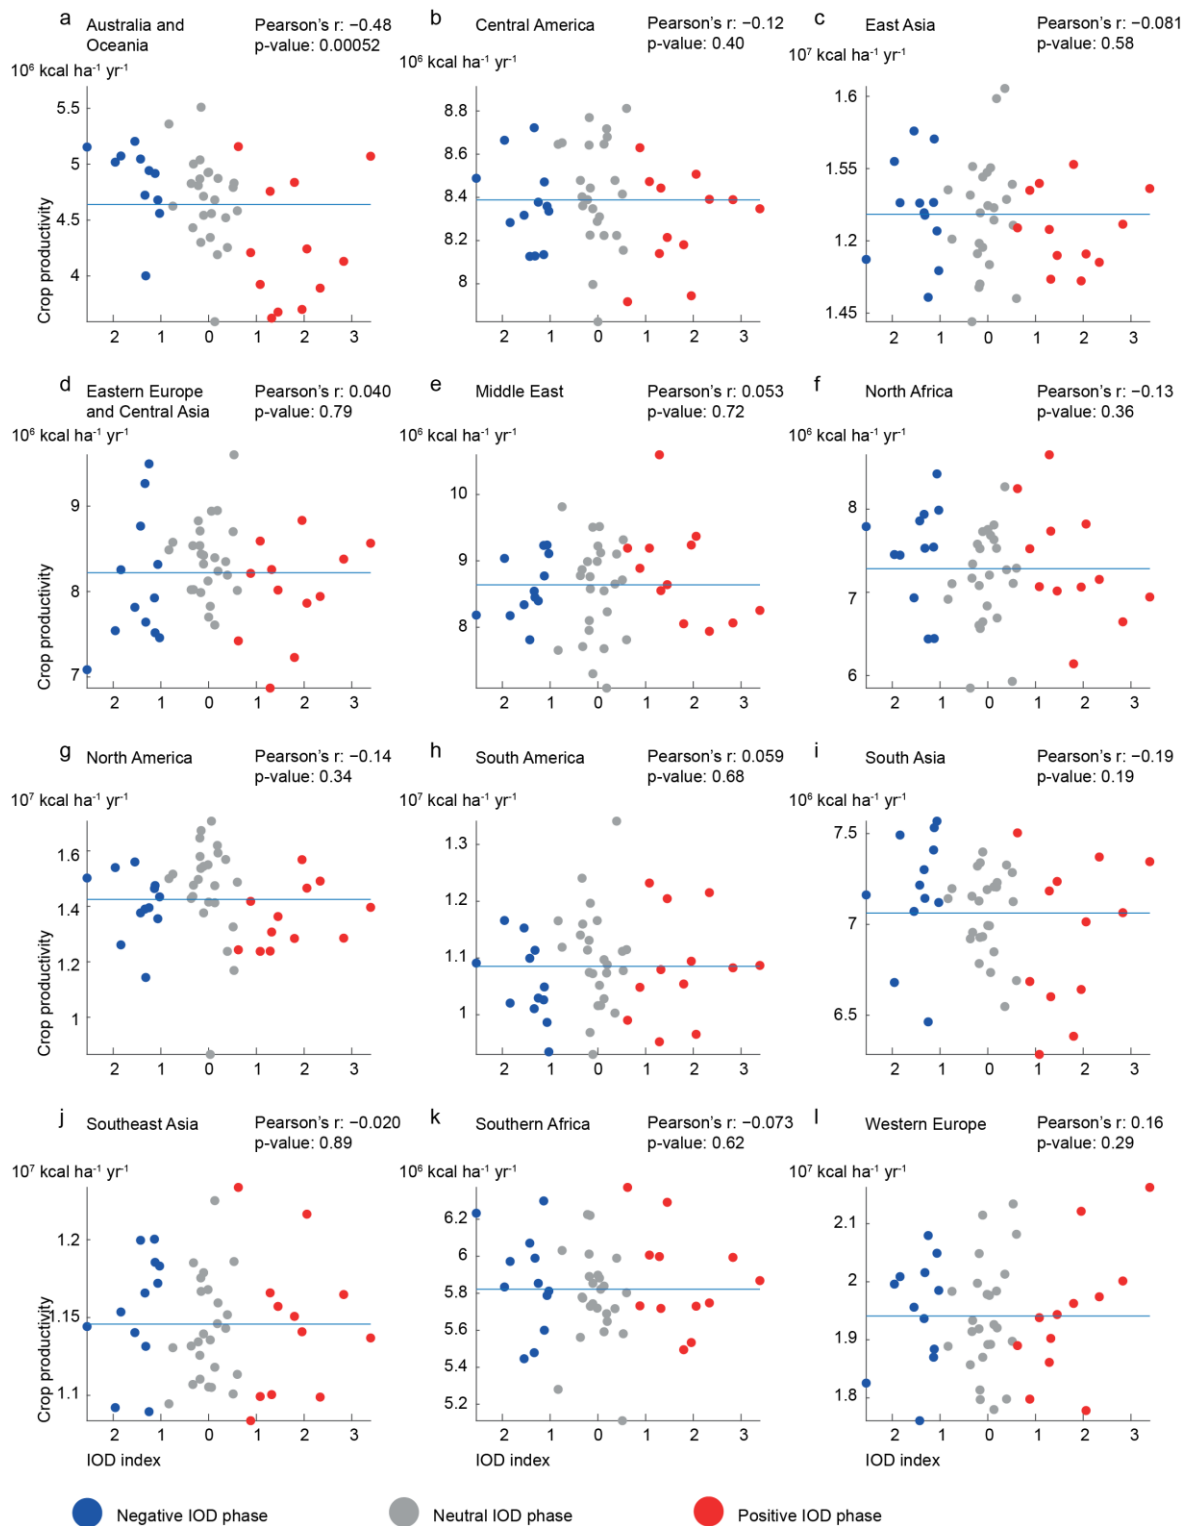 a Australia and Oceania
Pearson's r: −0.48
p-value: 0.00052
b Central America
Pearson's r: −0.12
p-value: 0.40
c East Asia
Pearson's r: −0.081
p-value: 0.58
10⁶ kcal ha⁻¹ yr⁻¹
10⁶ kcal ha⁻¹ yr⁻¹
10⁷ kcal ha⁻¹ yr⁻¹
Crop productivity
5.5
5
4.5
4
2 1 0 1 2 3
8.8
8.6
8.4
8.2
8
2 1 0 1 2 3
1.6
1.55
1.2
1.45
2 1 0 1 2 3
d Eastern Europe and Central Asia
Pearson's r: 0.040
p-value: 0.79
e Middle East
Pearson's r: 0.053
p-value: 0.72
f North Africa
Pearson's r: −0.13
p-value: 0.36
10⁶ kcal ha⁻¹ yr⁻¹
10⁶ kcal ha⁻¹ yr⁻¹
10⁶ kcal ha⁻¹ yr⁻¹
Crop productivity
9
8
7
2 1 0 1 2 3
10
9
8
2 1 0 1 2 3
8
7
6
2 1 0 1 2 3
g North America
Pearson's r: −0.14
p-value: 0.34
h South America
Pearson's r: 0.059
p-value: 0.68
i South Asia
Pearson's r: −0.19
p-value: 0.19
10⁷ kcal ha⁻¹ yr⁻¹
10⁷ kcal ha⁻¹ yr⁻¹
10⁶ kcal ha⁻¹ yr⁻¹
Crop productivity
1.6
1.4
1.2
1
2 1 0 1 2 3
1.3
1.2
1.1
1
2 1 0 1 2 3
7.5
7
6.5
2 1 0 1 2 3
j Southeast Asia
Pearson's r: −0.020
p-value: 0.89
k Southern Africa
Pearson's r: −0.073
p-value: 0.62
l Western Europe
Pearson's r: 0.16
p-value: 0.29
10⁷ kcal ha⁻¹ yr⁻¹
10⁶ kcal ha⁻¹ yr⁻¹
10⁷ kcal ha⁻¹ yr⁻¹
Crop productivity
1.2
1.15
1.1
2 1 0 1 2 3
IOD index
6.2
6
5.8
5.6
5.4
5.2
2 1 0 1 2 3
IOD index
2.1
2
1.9
1.8
2 1 0 1 2 3
IOD index
Negative IOD phase
Neutral IOD phase
Positive IOD phase